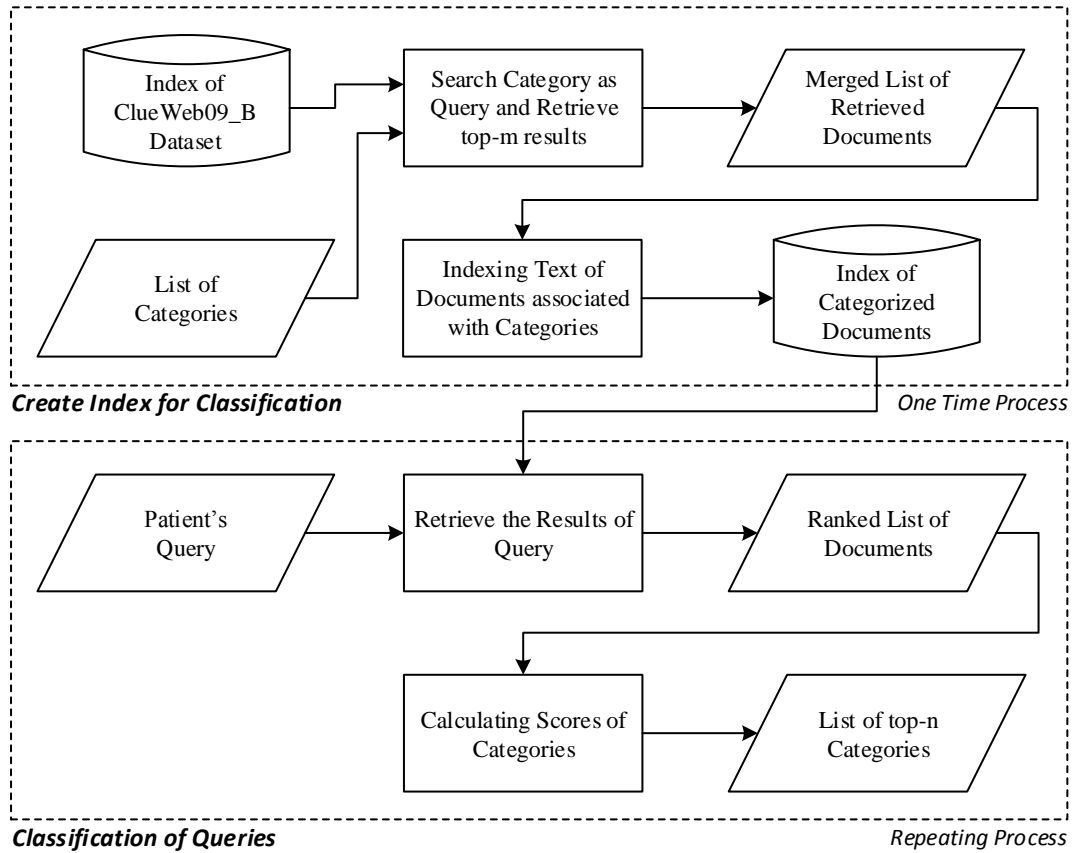 Index of
ClueWeb09_B
Dataset
Search Category as
Query and Retrieve
top-m results
Merged List of
Retrieved
Documents
List of
Categories
Indexing Text of
Documents associated
with Categories
Index of
Categorized
Documents
Create Index for Classification
One Time Process
Patient’s
Query
Retrieve the Results of
Query
Ranked List of
Documents
Calculating Scores of
Categories
List of top-n
Categories
Classification of Queries
Repeating Process